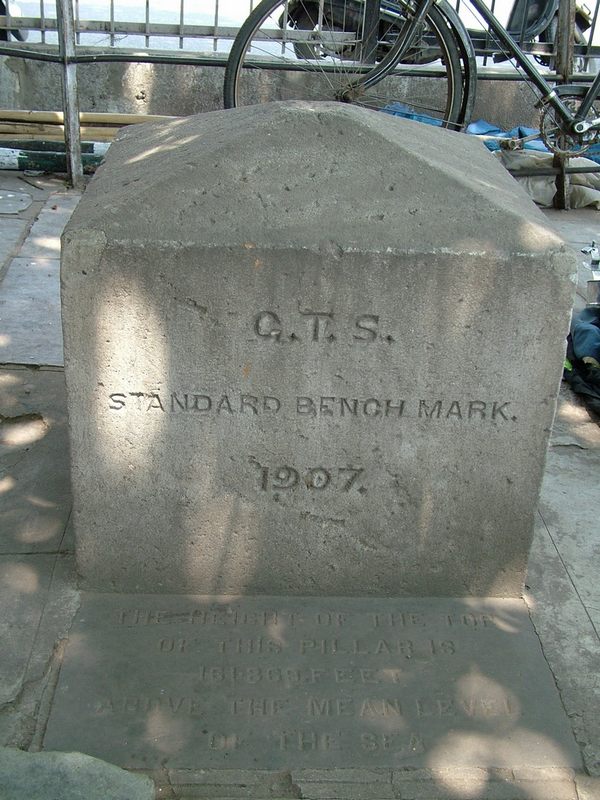 G.T.S.
STANDARD BENCH MARK.
1907.
THE HEIGHT OF THE TOP
OF THIS PILLAR IS
FEET
ABOVE THE MEAN LEVEL
OF THE SEA